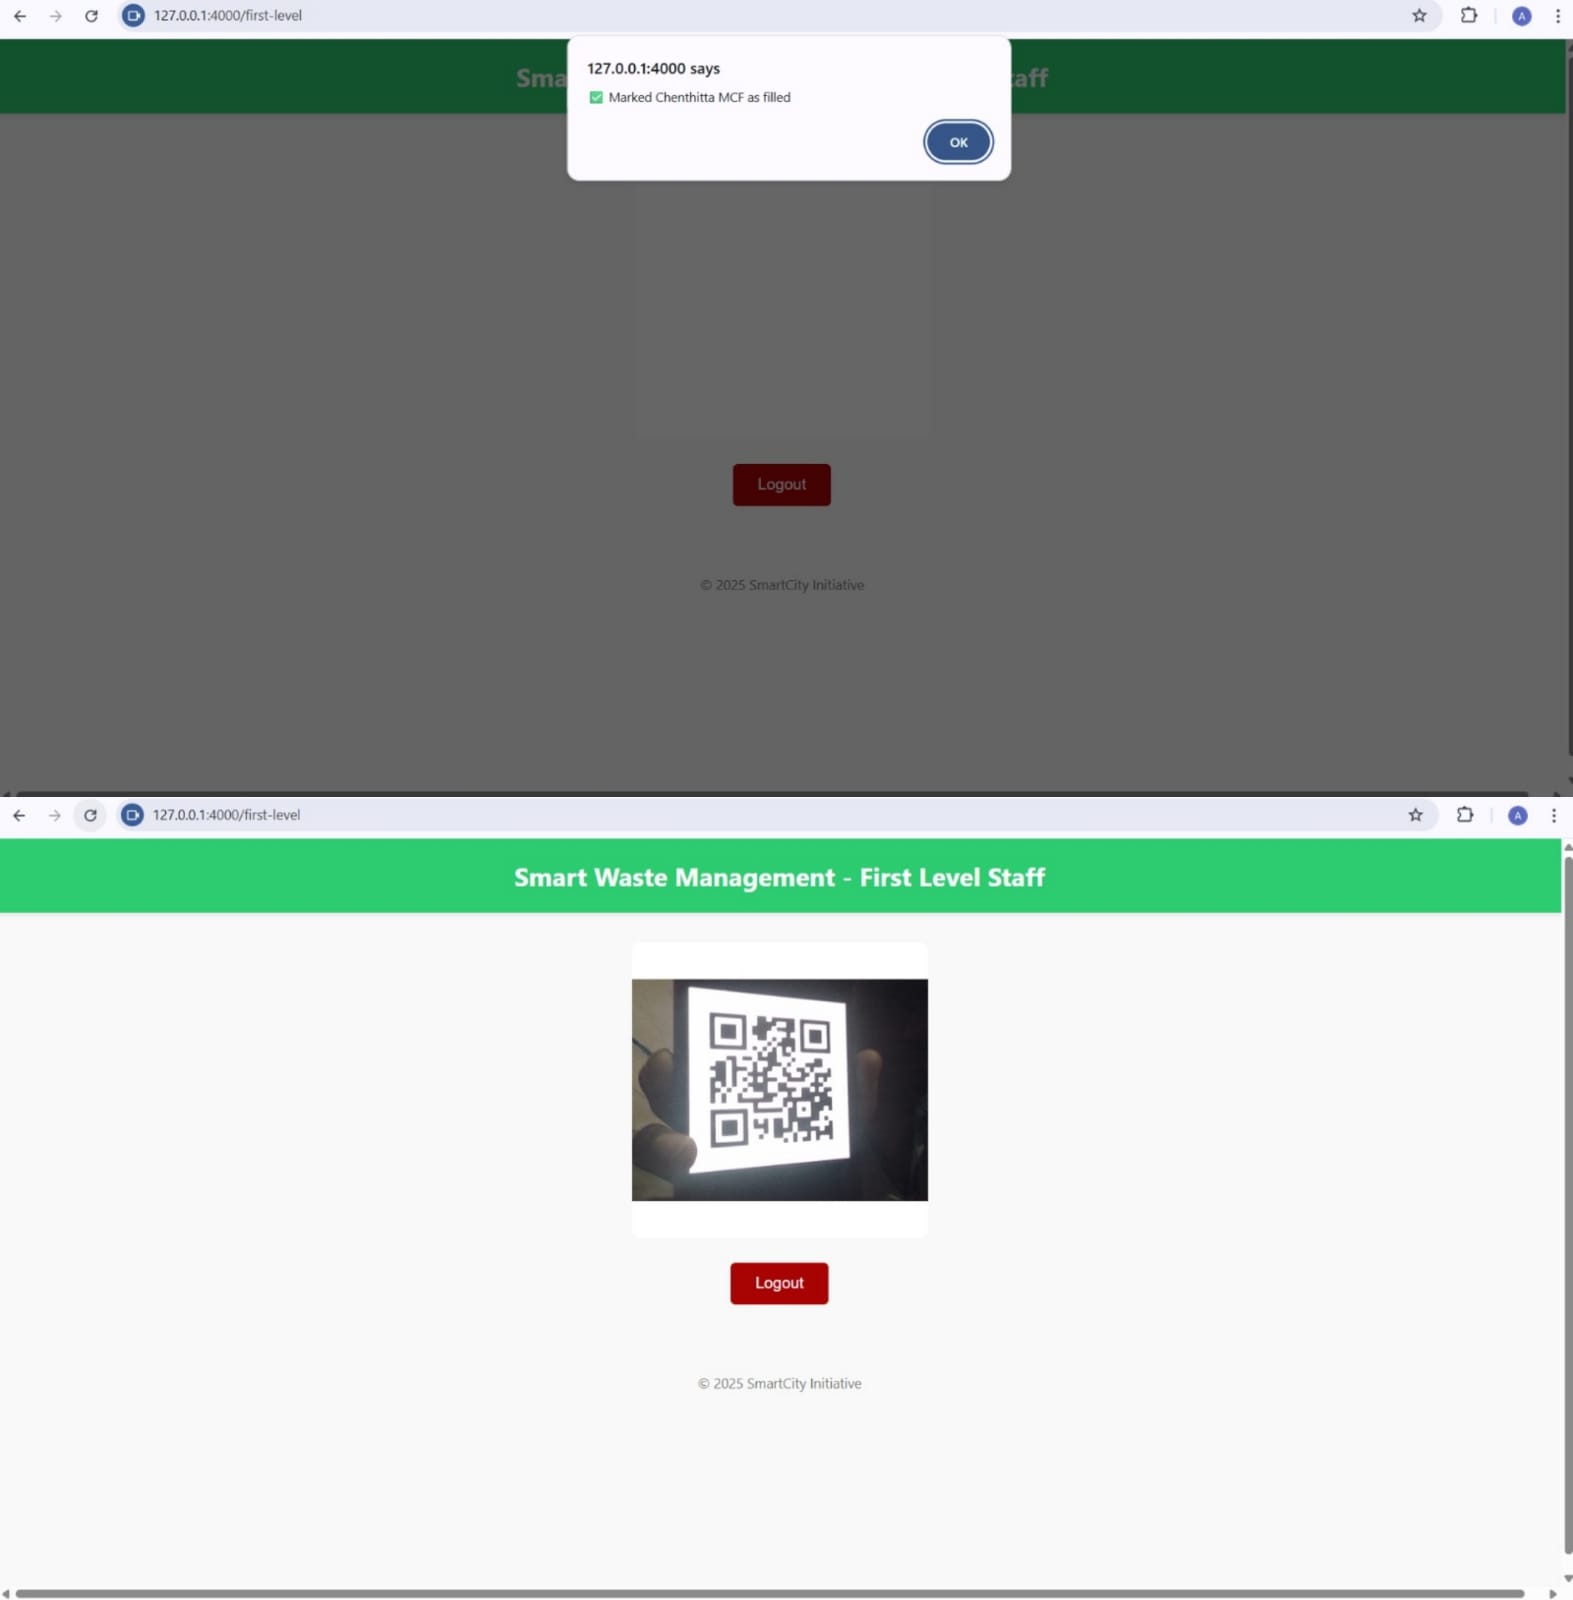 127.0.0.1:4000/first-level
A
127.0.0.1:4000 says
✅ Marked Chenthitta MCF as filled
OK
Sma
aff
Logout
© 2025 SmartCity Initiative
127.0.0.1:4000/first-level
A
Smart Waste Management - First Level Staff
Logout
© 2025 SmartCity Initiative